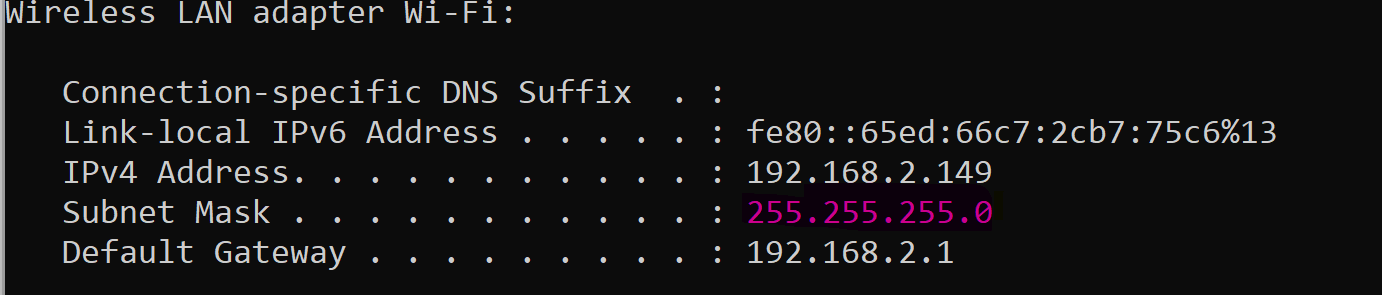 Wireless LAN adapter Wi-Fi:
Connection-specific DNS Suffix  . :
Link-local IPv6 Address . . . . . : fe80::65ed:66c7:2cb7:75c6%13
IPv4 Address. . . . . . . . . . . : 192.168.2.149
Subnet Mask . . . . . . . . . . . : 255.255.255.0
Default Gateway . . . . . . . . . : 192.168.2.1